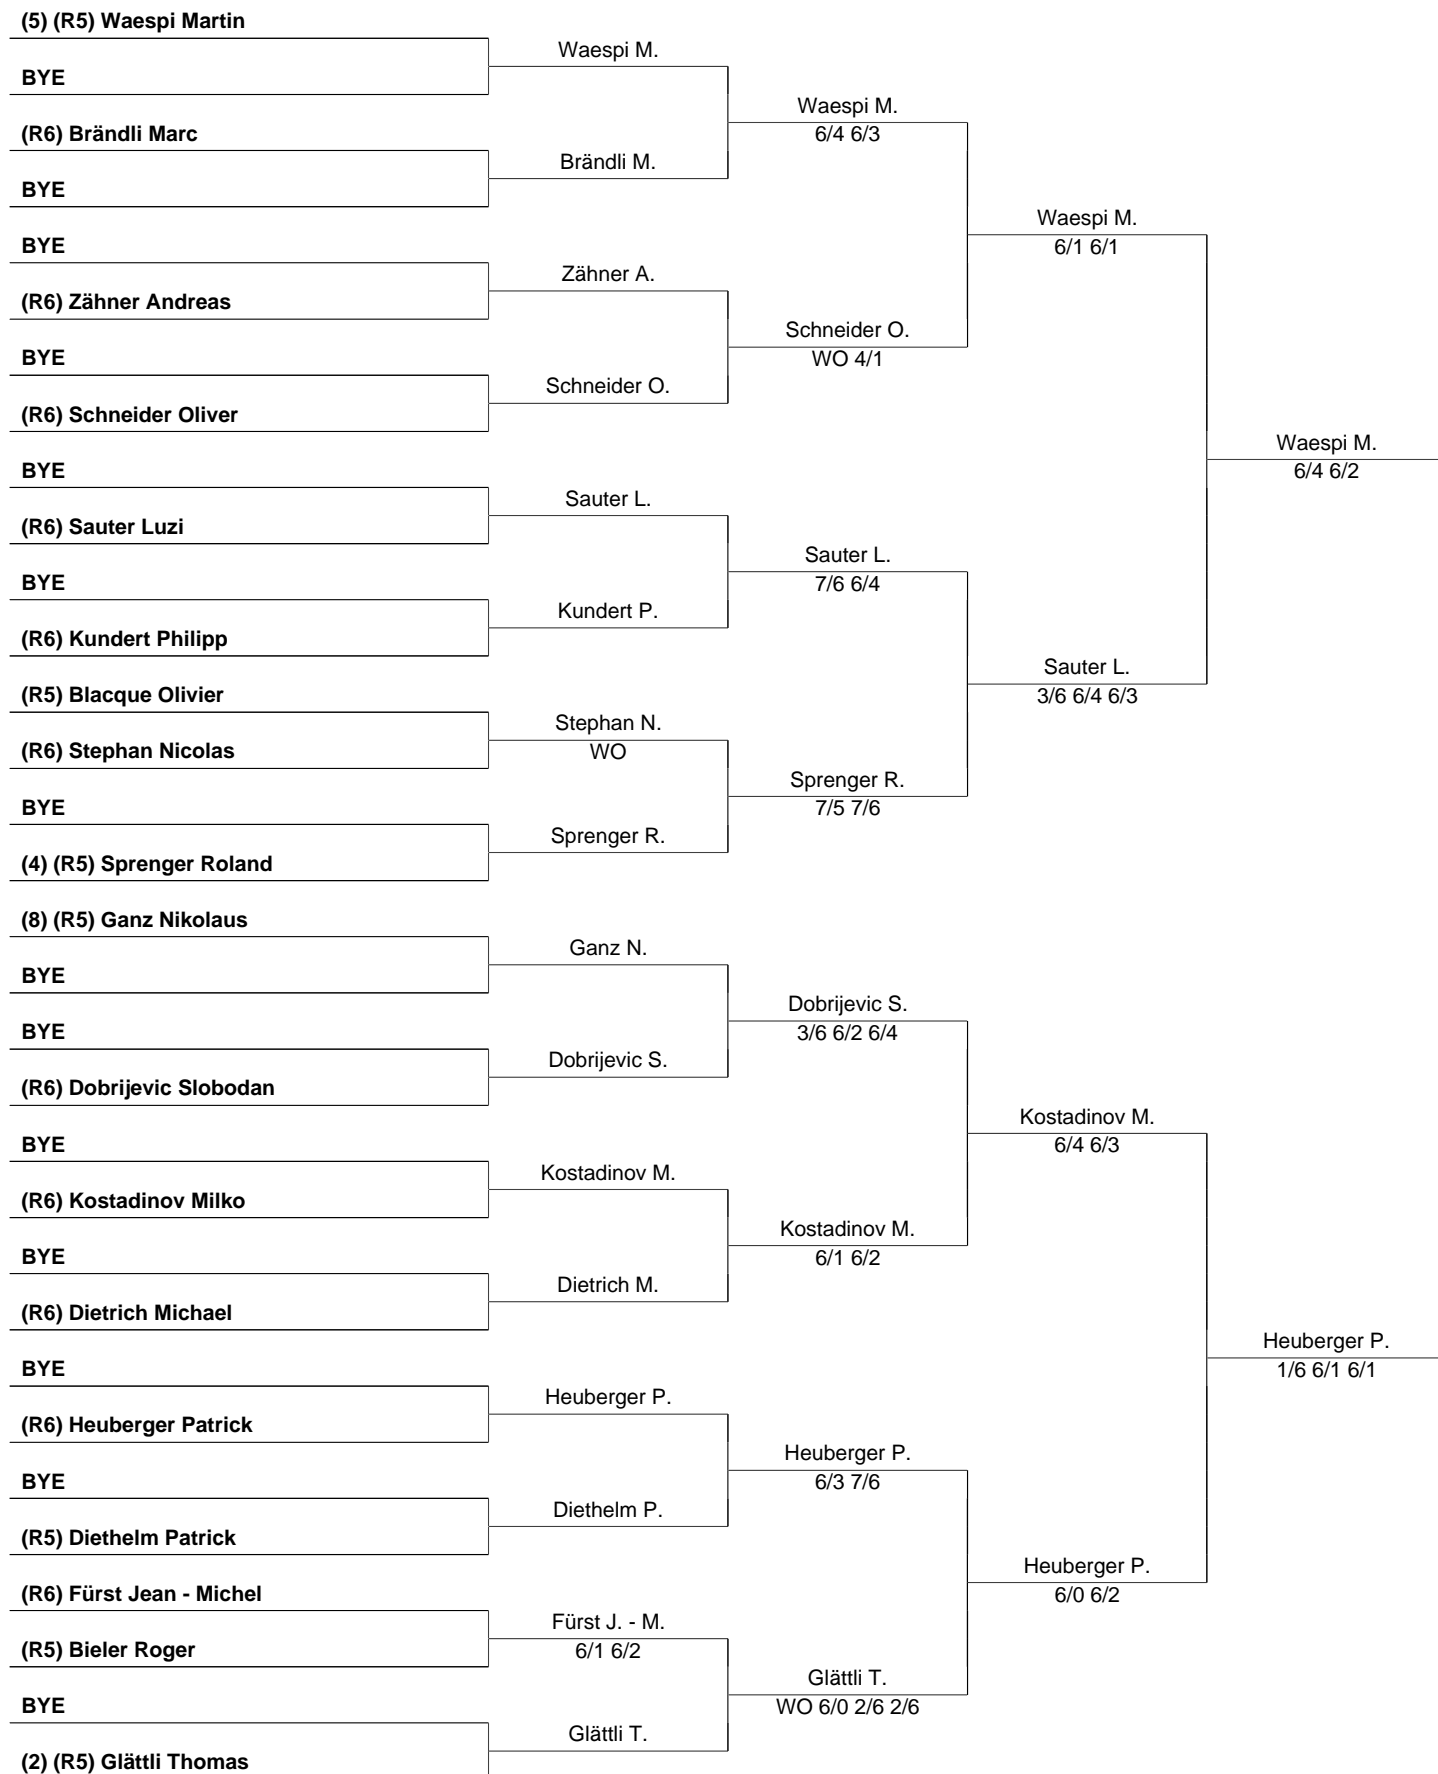 (5) (R5) Waespi Martin
BYE
(R6) Brändli Marc
BYE
BYE
(R6) Zähner Andreas
BYE
(R6) Schneider Oliver
BYE
(R6) Sauter Luzi
BYE
(R6) Kundert Philipp
(R5) Blacque Olivier
(R6) Stephan Nicolas
BYE
(4) (R5) Sprenger Roland
(8) (R5) Ganz Nikolaus
BYE
BYE
(R6) Dobrijevic Slobodan
BYE
(R6) Kostadinov Milko
BYE
(R6) Dietrich Michael
BYE
(R6) Heuberger Patrick
BYE
(R5) Diethelm Patrick
(R6) Fürst Jean - Michel
(R5) Bieler Roger
BYE
(2) (R5) Glättli Thomas
Waespi M.
Brändli M.
Zähner A.
Schneider O.
Sauter L.
Kundert P.
Stephan N.
WO
Sprenger R.
Ganz N.
Dobrijevic S.
Kostadinov M.
Dietrich M.
Heuberger P.
Diethelm P.
Fürst J. - M.
6/1 6/2
Glättli T.
Waespi M.
6/4 6/3
Schneider O.
WO 4/1
Sauter L.
7/6 6/4
Sprenger R.
7/5 7/6
Dobrijevic S.
3/6 6/2 6/4
Kostadinov M.
6/1 6/2
Heuberger P.
6/3 7/6
Glättli T.
WO 6/0 2/6 2/6
Waespi M.
6/1 6/1
Sauter L.
3/6 6/4 6/3
Kostadinov M.
6/4 6/3
Heuberger P.
6/0 6/2
Waespi M.
6/4 6/2
Heuberger P.
1/6 6/1 6/1